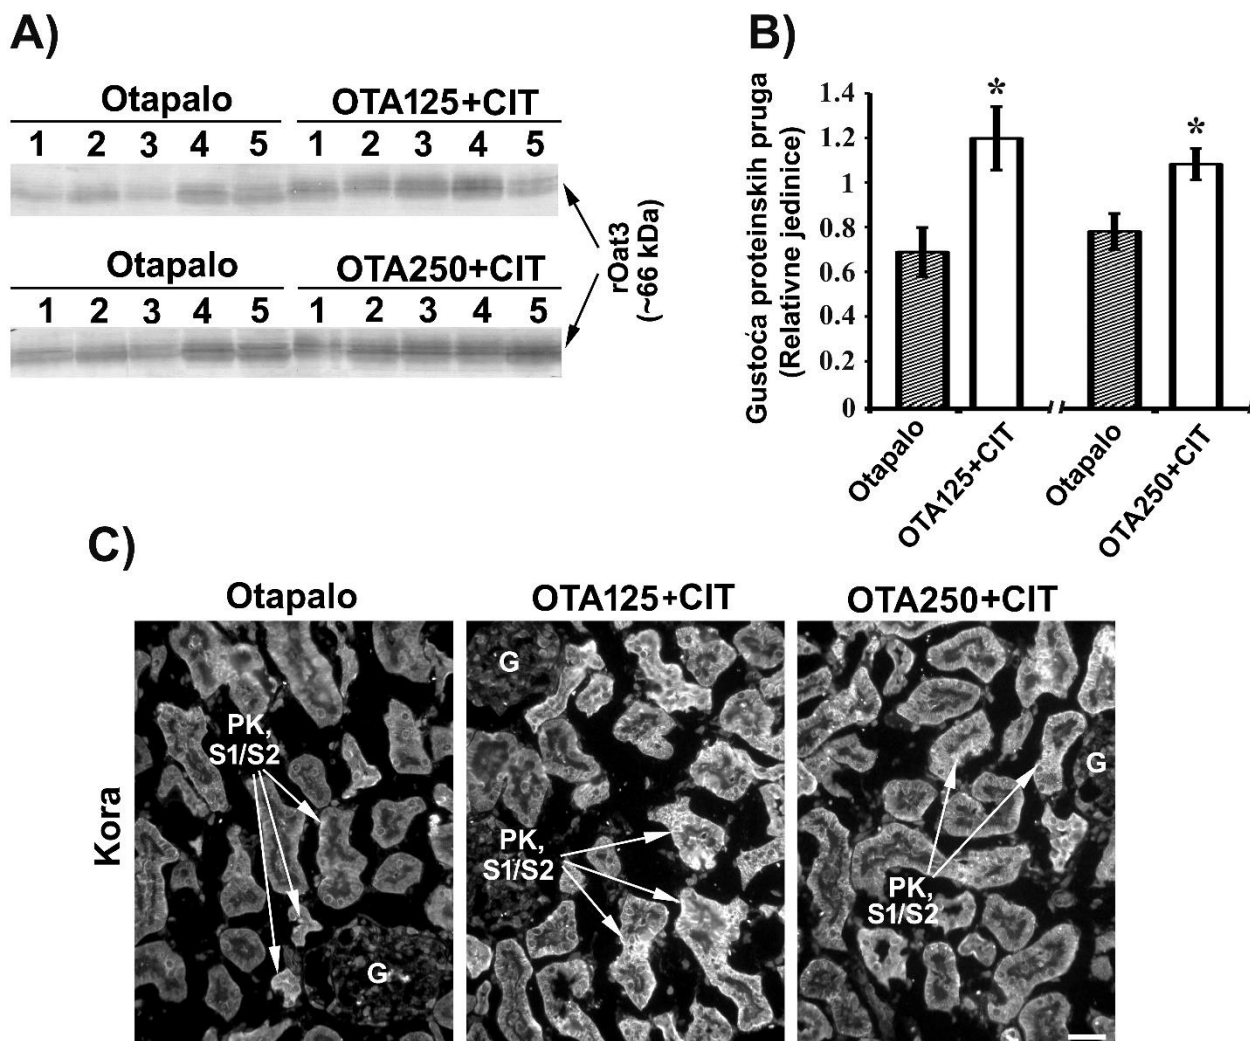 A)
Otapalo OTA125+CIT
1 2 3 4 5 1 2 3 4 5
Otapalo OTA250+CIT
1 2 3 4 5 1 2 3 4 5
rOat3
(~66 kDa)
B)
Gustoća proteinskih pruga
(Relativne jedinice)
1.4
1.2
1
0.8
0.6
0.4
0.2
0
* *
Otapalo
OTA125+CIT
Otapalo
OTA250+CIT
C)
Otapalo OTA125+CIT OTA250+CIT
Kora
PK,
S1/S2
G
G
PK,
S1/S2
G
PK,
S1/S2